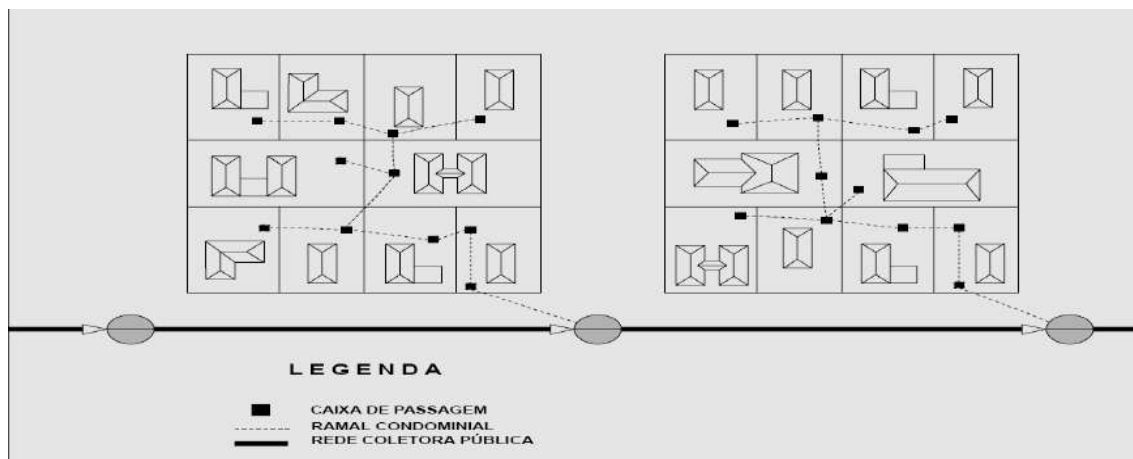 LEGENDA
CAIXA DE PASSAGEM
RAMAL CONDOMINIAL
REDE COLETORA PÚBLICA